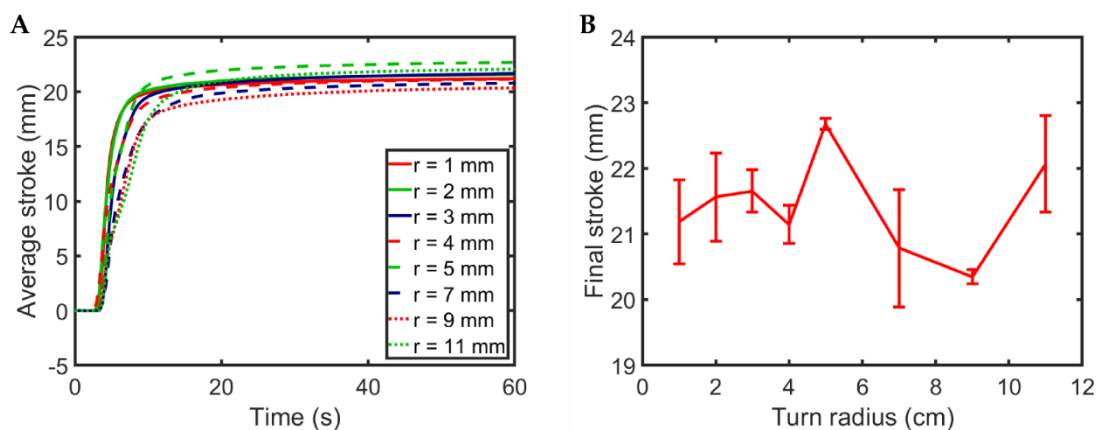 A
Average stroke (mm)
25
20
15
10
5
0
-5
0
20
40
60
Time (s)
r = 1 mm
r = 2 mm
r = 3 mm
r = 4 mm
r = 5 mm
r = 7 mm
r = 9 mm
r = 11 mm
B
Final stroke (mm)
24
23
22
21
20
19
0
2
4
6
8
10
12
Turn radius (cm)